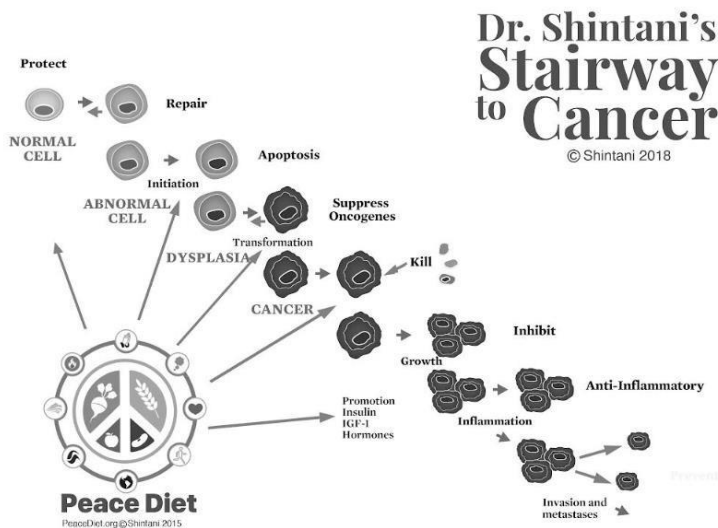 Dr. Shintani's
Stairway
to Cancer
© Shintani 2018
Protect
Repair
NORMAL
CELL
Apoptosis
Initiation
ABNORMAL
CELL
Suppress
Oncogenes
Transformation
DYSPLASIA
Kill
CANCER
Inhibit
Growth
Promotion
Insulin
IGF-1
Hormones
Anti-Inflammatory
Inflammation
Invasion and
metastases
Peace Diet
PeaceDiet.org©Shintani 2015